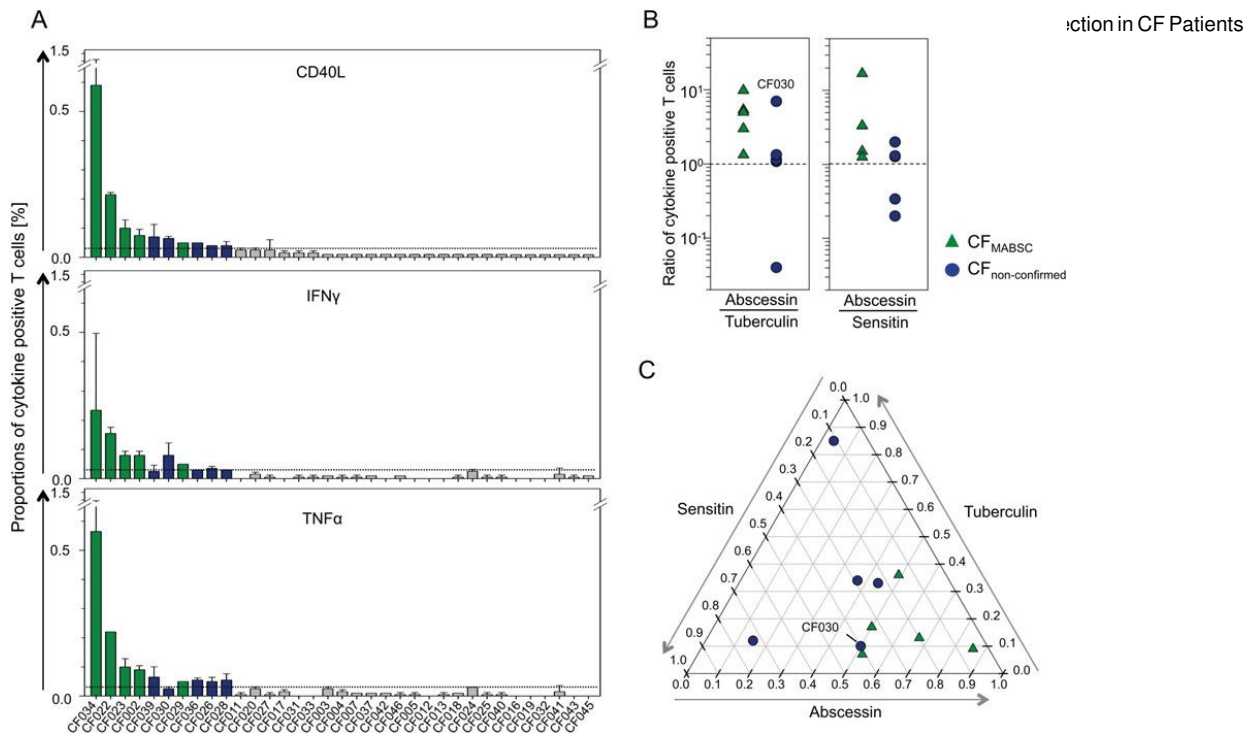 ction in CF Patients
A
Proportions of cytokine positive T cells [%]
1.5
CD40L
0.5
0.0
1.5
IFNγ
0.5
0.0
1.5
TNFα
0.5
0.0
CF034 CF022 CF023 CF002 CF039 CF030 CF029 CF036 CF026 CF028 CF011 CF020 CF027 CF017 CF031 CF033 CF003 CF004 CF007 CF037 CF042 CF046 CF005 CF012 CF013 CF018 CF024 CF025 CF040 CF016 CF019 CF032 CF041 CF043 CF045
B
Ratio of cytokine positive T cells
10¹
10⁰
10⁻¹
CF030
Abscessin
Tuberculin
Abscessin
Sensitin
CF MABSC
CF non-confirmed
C
Sensitin
0.0
0.1
0.2
0.3
0.4
0.5
0.6
0.7
0.8
0.9
1.0
Tuberculin
1.0
0.9
0.8
0.7
0.6
0.5
0.4
0.3
0.2
0.1
0.0
CF030
0.0 0.1 0.2 0.3 0.4 0.5 0.6 0.7 0.8 0.9 1.0
Abscessin